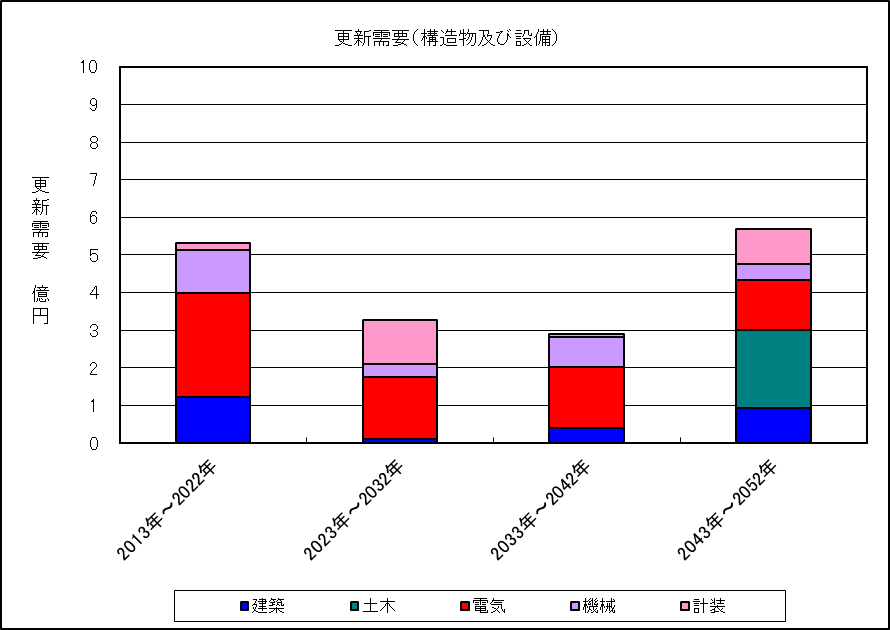 更新需要(構造物及び設備)
更新需要 億円
10
9
8
7
6
5
4
3
2
1
0
2013年～2022年
2023年～2032年
2033年～2042年
2043年～2052年
建築 土木 電気 機械 計装